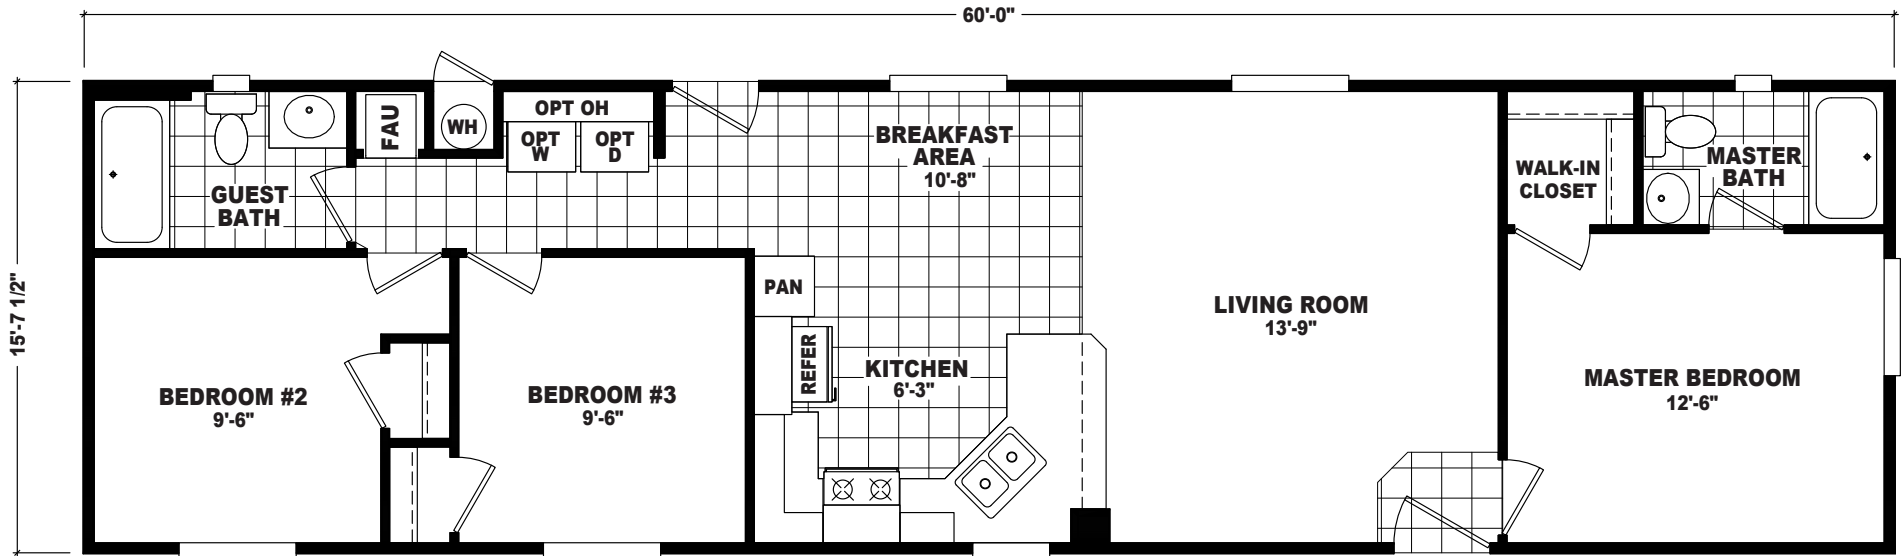 60'-0"
15'-7 1/2"
FAU
WH
OPT OH
OPT
W
OPT
D
GUEST
BATH
BREAKFAST
AREA
10'-8"
WALK-IN
CLOSET
MASTER
BATH
PAN
REFER
KITCHEN
6'-3"
LIVING ROOM
13'-9"
BEDROOM #2
9'-6"
BEDROOM #3
9'-6"
MASTER BEDROOM
12'-6"